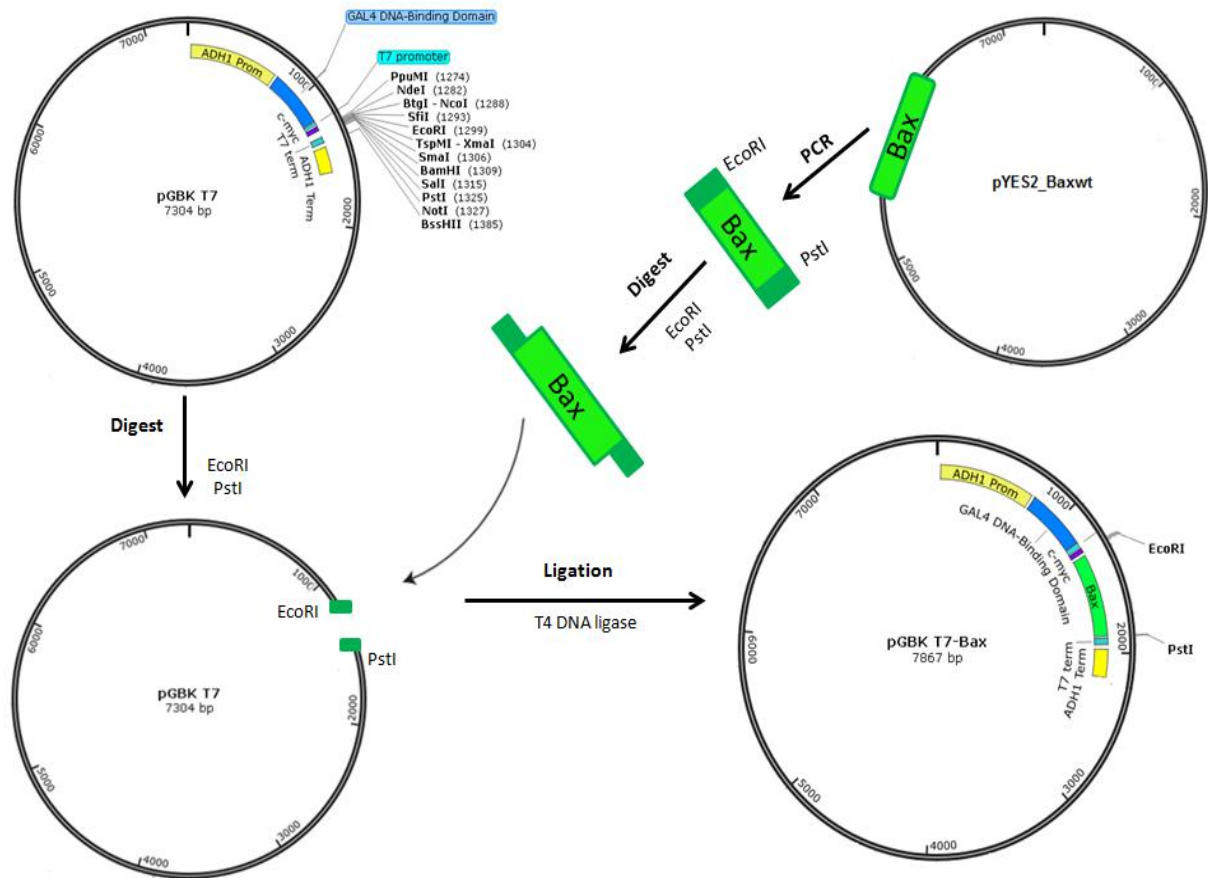 GAL4 DNA-Binding Domain
T7 promoter
PpuMI (1274)
NdeI (1282)
BtgI - NcoI (1288)
SfiI (1293)
EcoRI (1299)
TspMI - XmaI (1304)
SmaI (1306)
BamHI (1309)
SalI (1315)
PstI (1325)
NotI (1327)
BssHII (1385)
ADH1 Prom
c-myc
T7 term
ADH1 Term
1000
2000
3000
4000
5000
6000
7000
pGBK T7
7304 bp
PCR
EcoRI
Bax
PstI
Bax
pYES2_Baxwt
1000
2000
3000
4000
5000
7000
Digest
EcoRI
PstI
Bax
Digest
EcoRI
PstI
1000
2000
3000
4000
5000
6000
7000
EcoRI
PstI
pGBK T7
7304 bp
Ligation
T4 DNA ligase
ADH1 Prom
GAL4 DNA-Binding
Domain
c-myc
Bax
T7 term
ADH1 Term
EcoRI
PstI
1000
2000
3000
4000
5000
6000
7000
pGBK T7-Bax
7867 bp